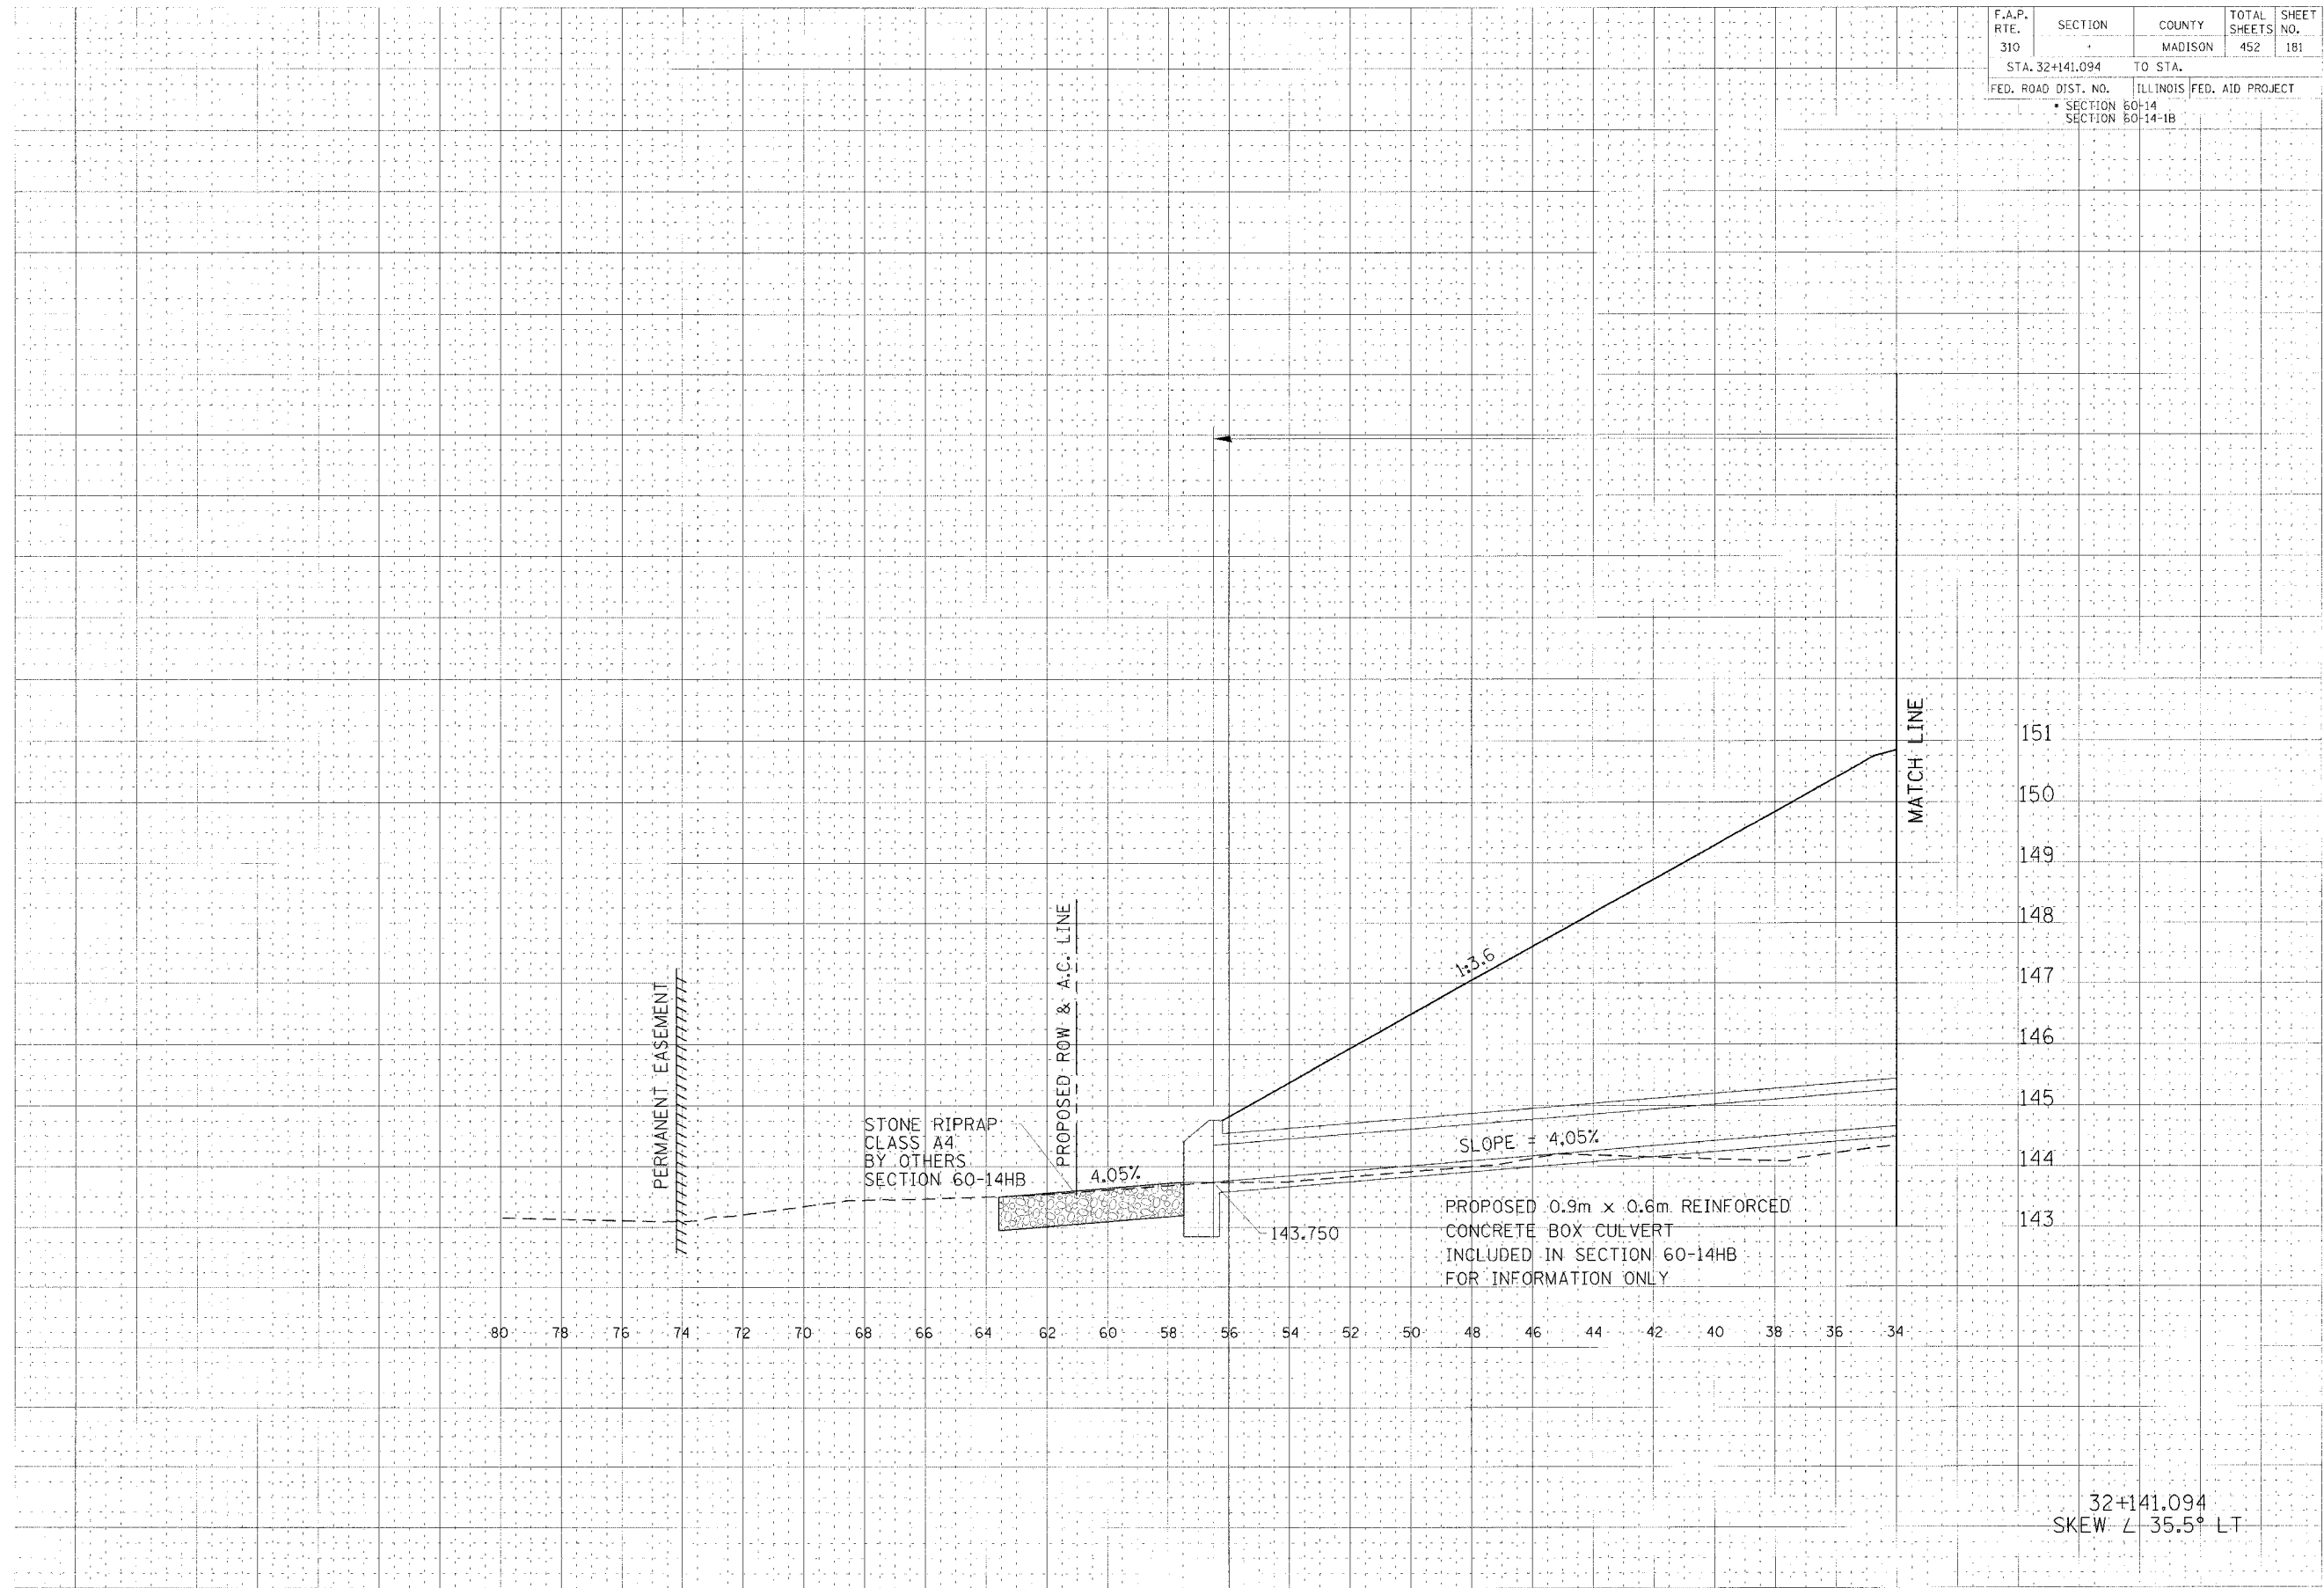 F.A.P. RTE. SECTION COUNTY TOTAL SHEETS SHEET NO.
310 * MADISON 452 181
STA. 32+141.094 TO STA.
FED. ROAD DIST. NO. ILLINOIS FED. AID PROJECT
* SECTION 60-14
SECTION 60-14-1B
MATCH LINE
151
150
149
148
147
146
145
144
143
1:3.6
PERMANENT EASEMENT
PROPOSED ROW & A.C. LINE
STONE RIPRAP
CLASS A4
BY OTHERS
SECTION 60-14HB
4.05%
SLOPE = 4.05%
143.750
PROPOSED 0.9m x 0.6m REINFORCED
CONCRETE BOX CULVERT
INCLUDED IN SECTION 60-14HB
FOR INFORMATION ONLY
80 78 76 74 72 70 68 66 64 62 60 58 56 54 52 50 48 46 44 42 40 38 36 34
32+141.094
SKEW ∠ 35.5° LT